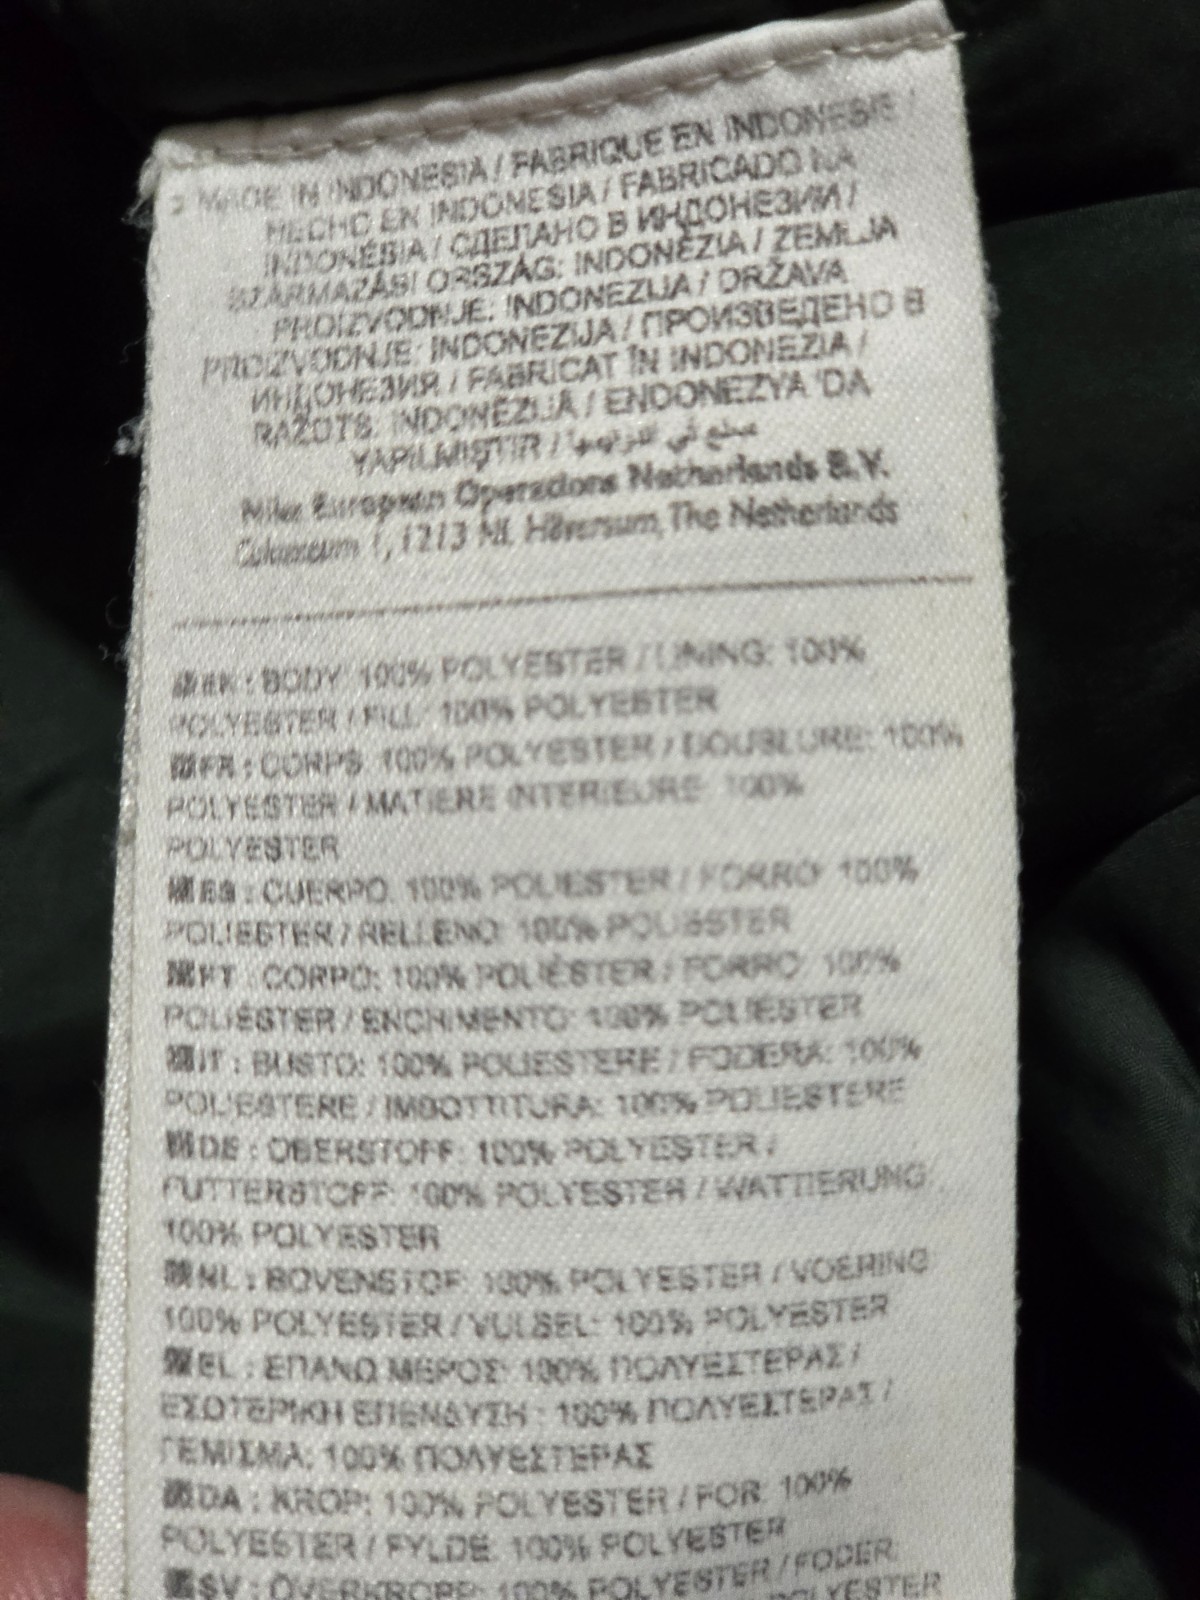 MADE IN INDONESIA / FABRIQUE EN INDONESIE /
HECHO EN INDONESIA / FABRICADO NA
INDONÉSIA / СДЕЛАНО В ИНДОНЕЗИИ /
SZÁRMAZÁSI ORSZÁG: INDONÉZIA / ZEMLJA
PROIZVODNJE: INDONEZIJA / DRŽAVA
PROIZVODNJE: INDONEZIJA / ПРОИЗВЕДЕНО В
ИНДОНЕЗИЯ / FABRICAT ÎN INDONEZIA /
RAŽOTS: INDONĒZIJĀ / ENDONEZYA 'DA
YAPILMIŞTIR / صنع في اندونيسيا
Nike European Operations Netherlands B.V.
Colosseum 1, 1213 NL Hilversum, The Netherlands
EN : BODY: 100% POLYESTER / LINING: 100%
POLYESTER / FILL: 100% POLYESTER
FR : CORPS: 100% POLYESTER / DOUBLURE: 100%
POLYESTER / MATIERE INTERIEURE: 100%
POLYESTER
ES : CUERPO: 100% POLIESTER / FORRO: 100%
POLIESTER / RELLENO: 100% POLIESTER
PT : CORPO: 100% POLIÉSTER / FORRO: 100%
POLIÉSTER / ENCHIMENTO: 100% POLIESTER
IT : BUSTO: 100% POLIESTERE / FODERA: 100%
POLIESTERE / IMBOTTITURA: 100% POLIESTERE
DE : OBERSTOFF: 100% POLYESTER /
FUTTERSTOFF: 100% POLYESTER / WATTIERUNG:
100% POLYESTER
NL : BOVENSTOF: 100% POLYESTER / VOERING:
100% POLYESTER / VULSEL: 100% POLYESTER
EL : ΕΠΑΝΩ ΜΕΡΟΣ: 100% ΠΟΛΥΕΣΤΕΡΑΣ /
ΕΣΩΤΕΡΙΚΗ ΕΠΕΝΔΥΣΗ : 100% ΠΟΛΥΕΣΤΕΡΑΣ /
ΓΕΜΙΣΜΑ: 100% ΠΟΛΥΕΣΤΕΡΑΣ
DA : KROP: 100% POLYESTER / FOR: 100%
POLYESTER / FYLDE: 100% POLYESTER
SV : ÖVERKROPP: 100% POLYESTER / FODER:
POLYESTER